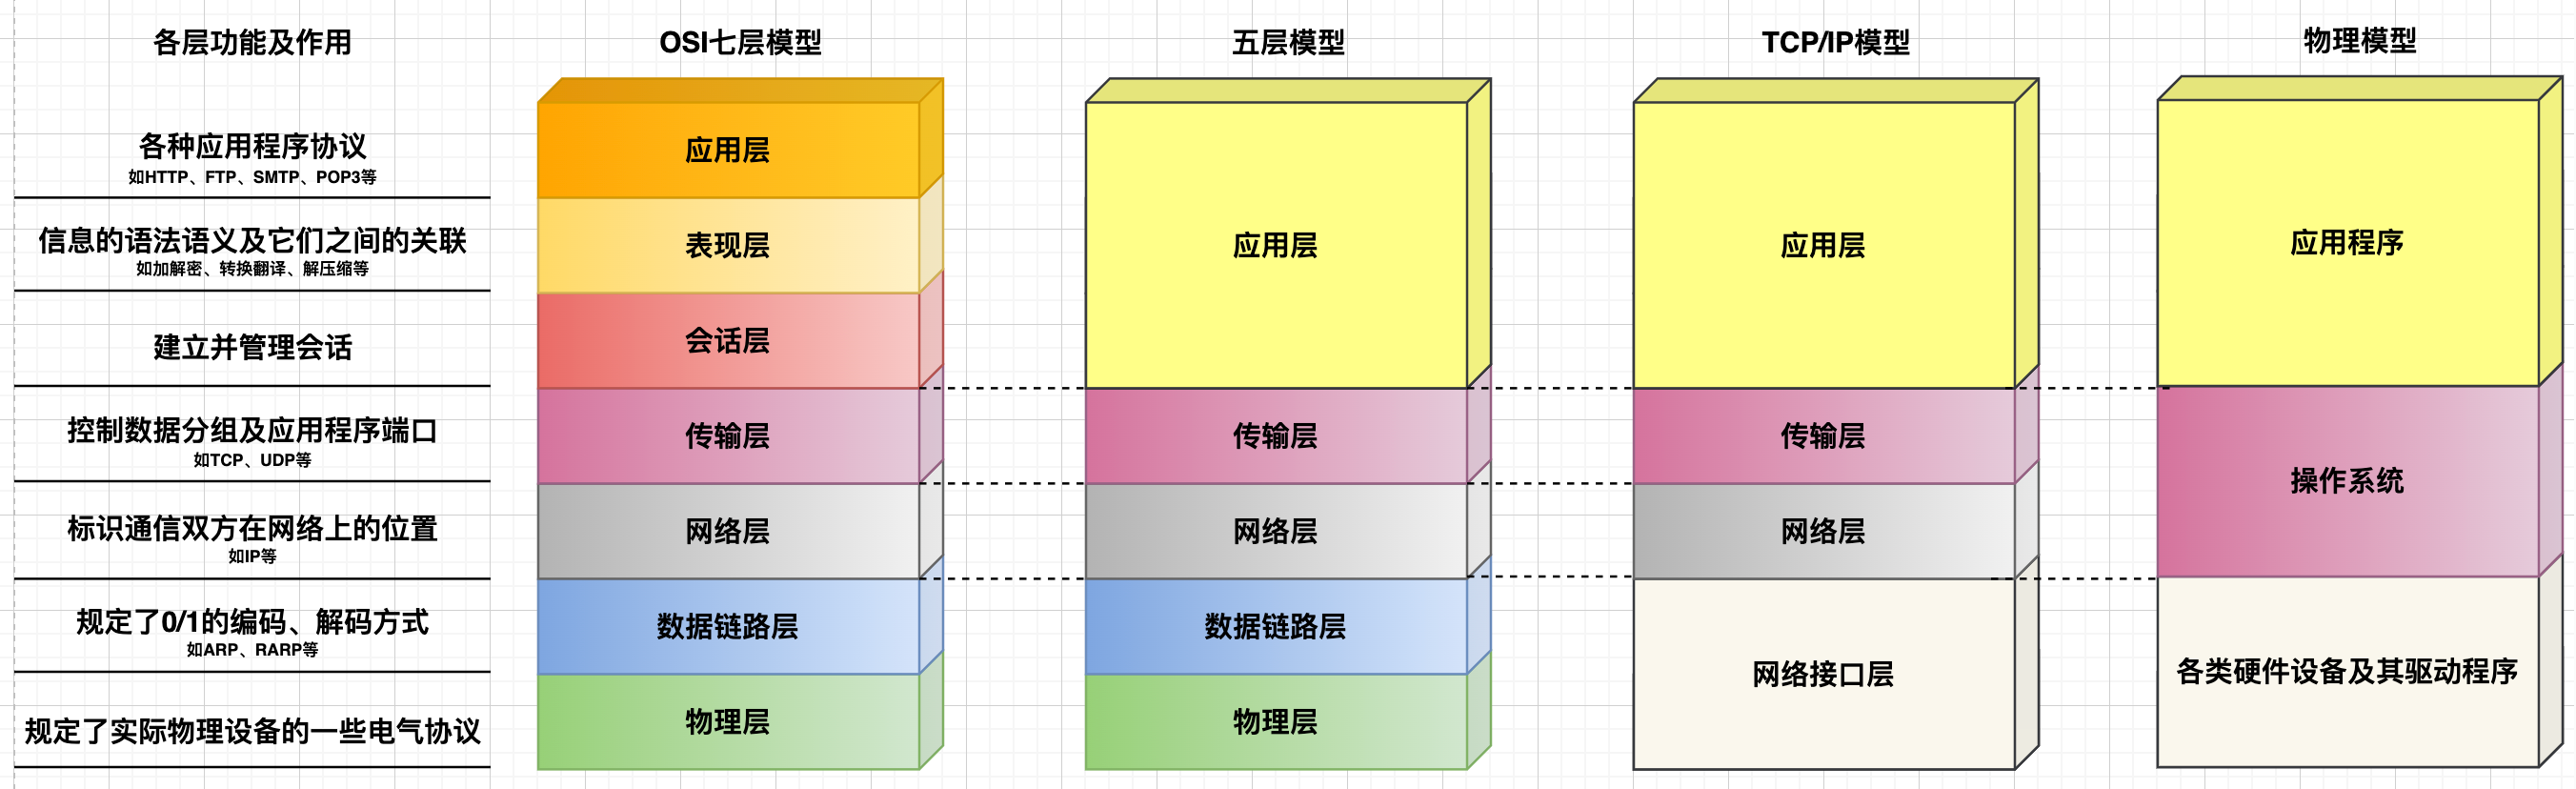 各层功能及作用
OSI七层模型
五层模型
TCP/IP模型
物理模型
各种应用程序协议
如HTTP、FTP、SMTP、POP3等
信息的语法语义及它们之间的关联
如加解密、转换翻译、解压缩等
建立并管理会话
控制数据分组及应用程序端口
如TCP、UDP等
标识通信双方在网络上的位置
如IP等
规定了0/1的编码、解码方式
如ARP、RARP等
规定了实际物理设备的一些电气协议
应用层
表现层
会话层
传输层
网络层
数据链路层
物理层
应用层
传输层
网络层
数据链路层
物理层
应用层
传输层
网络层
网络接口层
应用程序
操作系统
各类硬件设备及其驱动程序